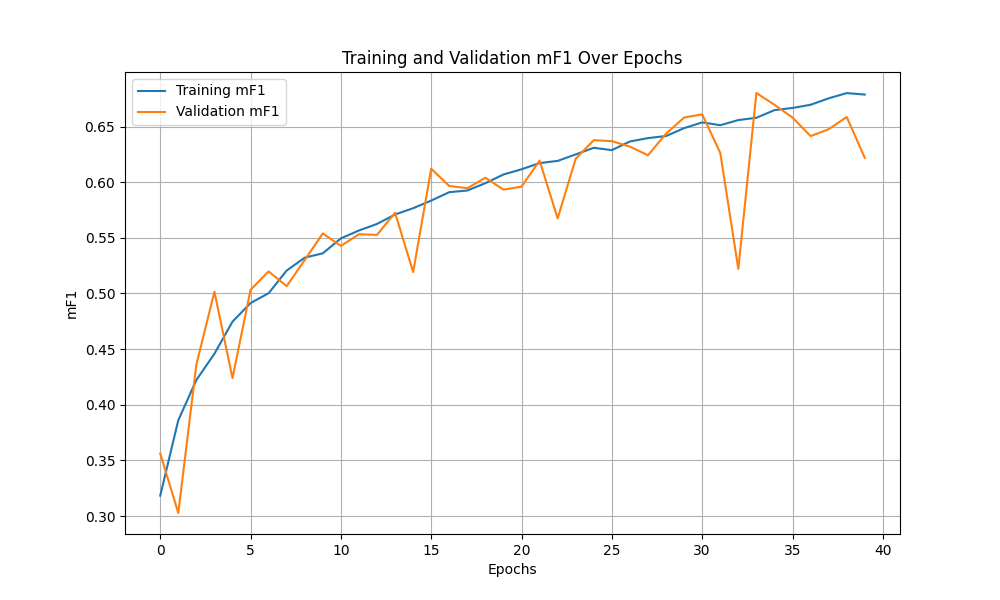 Training and Validation mF1 Over Epochs
Training mF1
Validation mF1
mF1
0.65
0.60
0.55
0.50
0.45
0.40
0.35
0.30
0 5 10 15 20 25 30 35 40
Epochs